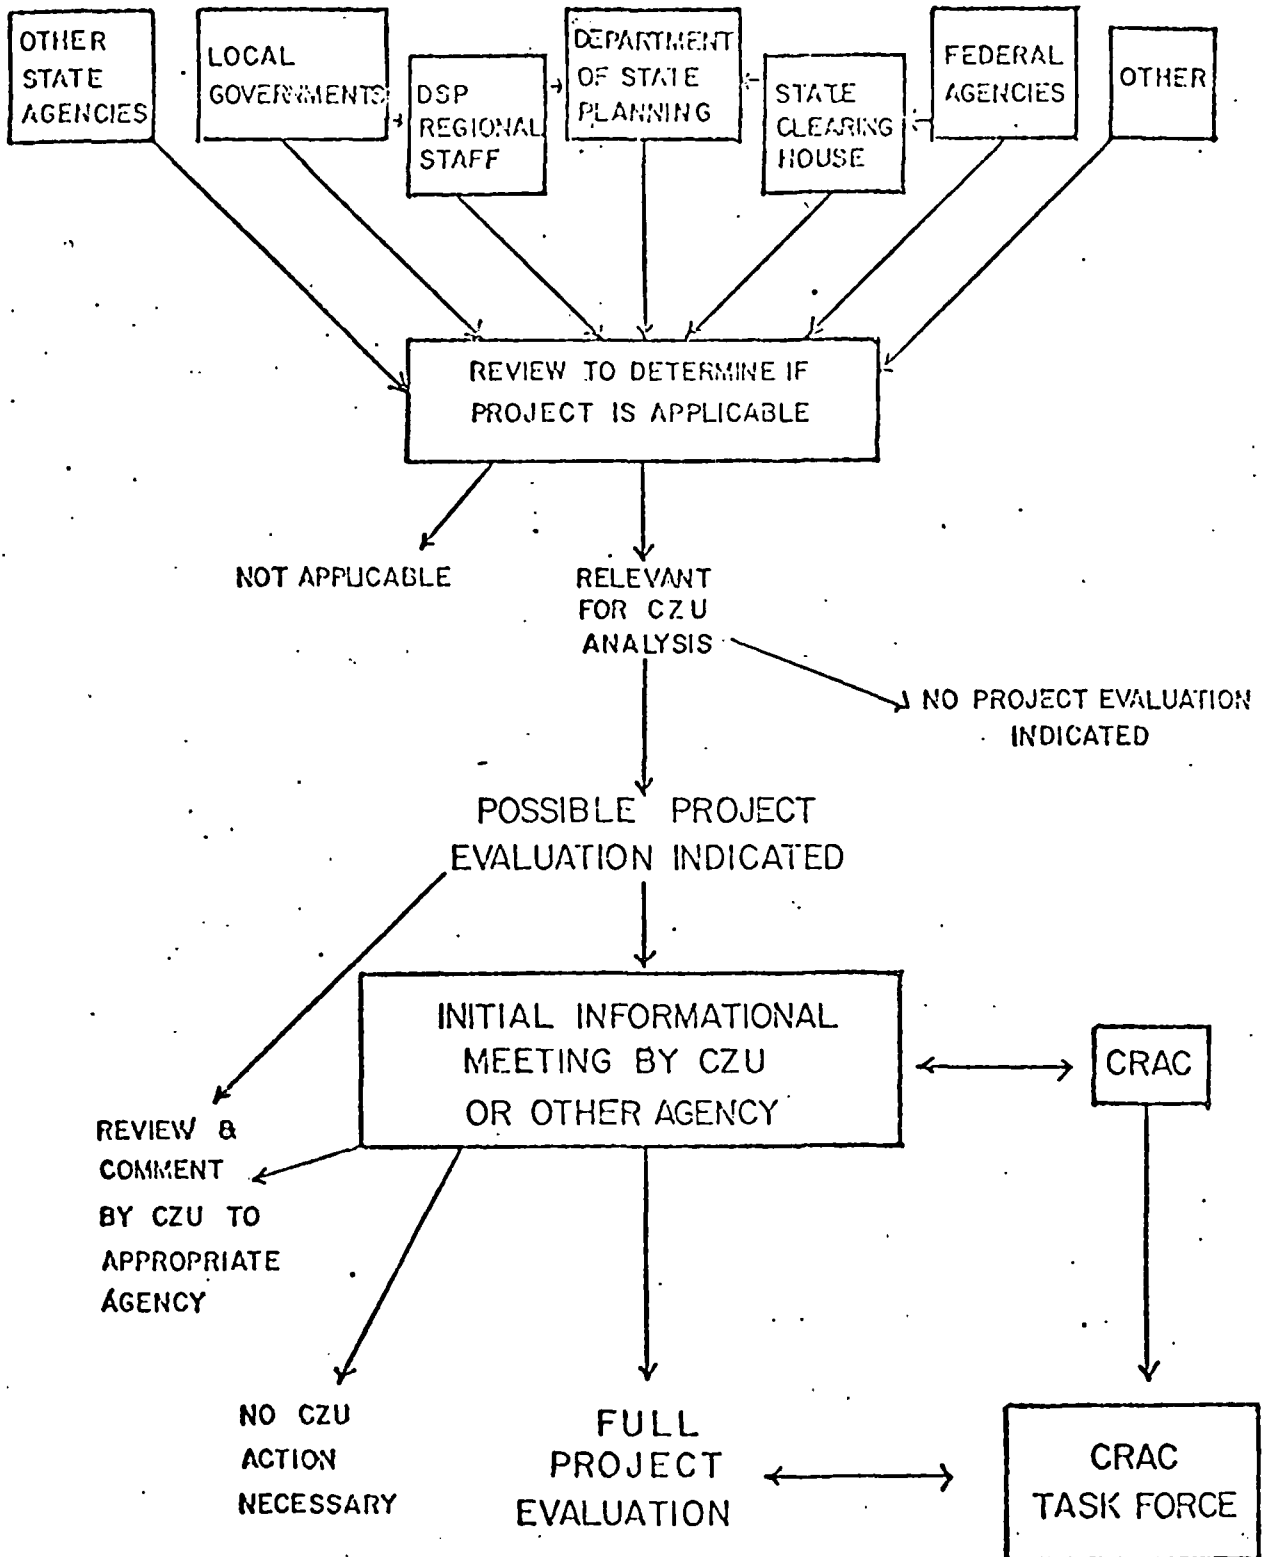 OTHER
STATE
AGENCIES
LOCAL
GOVERNMENTS
DSP
REGIONAL
STAFF
DEPARTMENT
OF STATE
PLANNING
STATE
CLEARING
HOUSE
FEDERAL
AGENCIES
OTHER
REVIEW TO DETERMINE IF
PROJECT IS APPLICABLE
NOT APPLICABLE
RELEVANT
FOR CZU
ANALYSIS
NO PROJECT EVALUATION
INDICATED
POSSIBLE PROJECT
EVALUATION INDICATED
INITIAL INFORMATIONAL
MEETING BY CZU
OR OTHER AGENCY
CRAC
REVIEW &
COMMENT
BY CZU TO
APPROPRIATE
AGENCY
NO CZU
ACTION
NECESSARY
FULL
PROJECT
EVALUATION
CRAC
TASK FORCE